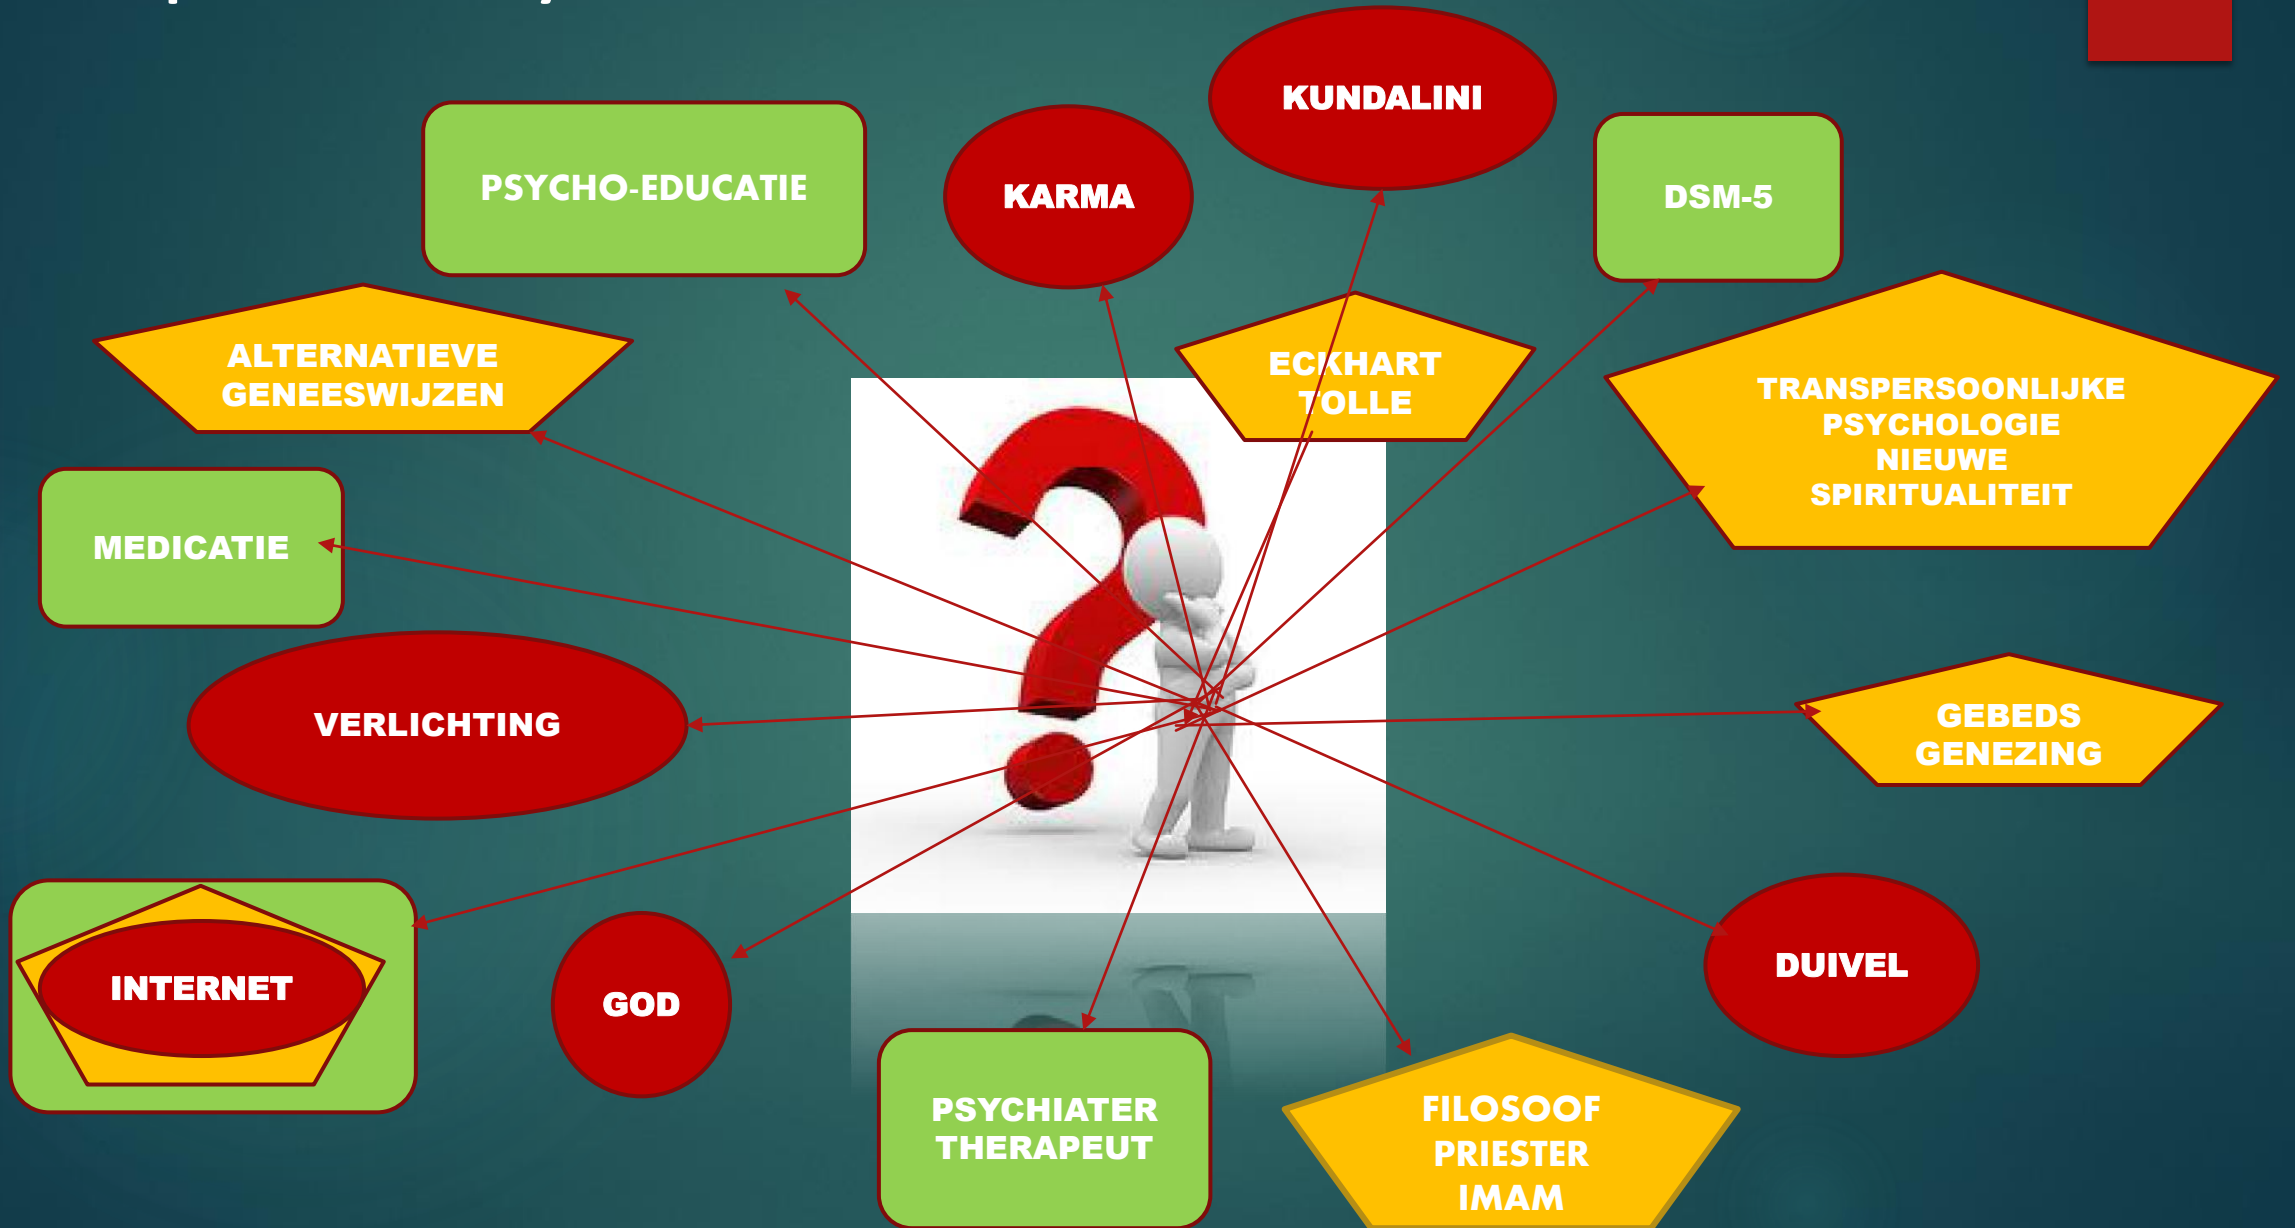 KUNDALINI
PSYCHO-EDUCATIE
KARMA
DSM-5
ALTERNATIEVE
GENEESWIJZEN
ECKHART
TOLLE
TRANSPERSOONLIJKE
PSYCHOLOGIE
NIEUWE
SPIRITUALITEIT
MEDICATIE
VERLICHTING
GEBEDS
GENEZING
INTERNET
GOD
DUIVEL
PSYCHIATER
THERAPEUT
FILOSOOF
PRIESTER
IMAM